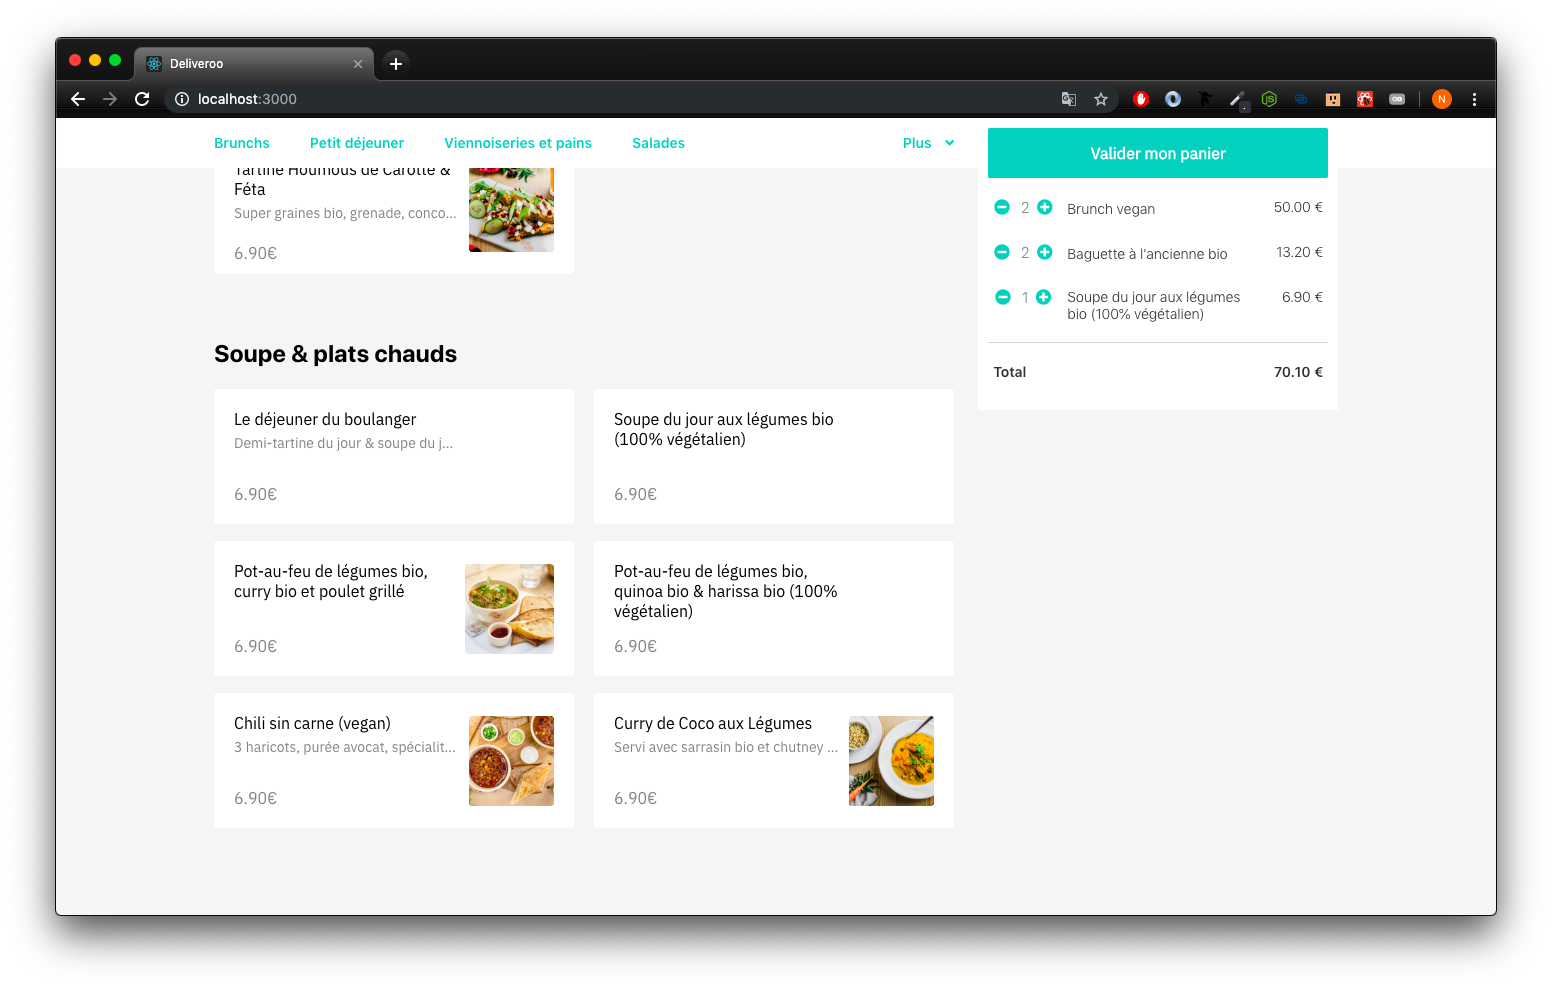 Deliveroo
localhost:3000
N
Brunchs
Petit déjeuner
Viennoiseries et pains
Salades
Plus
Tartine Houmous de Carotte &
Féta
Super graines bio, grenade, conco...
6.90€
Soupe & plats chauds
Le déjeuner du boulanger
Demi-tartine du jour & soupe du j...
6.90€
Soupe du jour aux légumes bio
(100% végétalien)
6.90€
Pot-au-feu de légumes bio,
curry bio et poulet grillé
6.90€
Pot-au-feu de légumes bio,
quinoa bio & harissa bio (100%
végétalien)
6.90€
Chili sin carne (vegan)
3 haricots, purée avocat, spécialit...
6.90€
Curry de Coco aux Légumes
Servi avec sarrasin bio et chutney ...
6.90€
Valider mon panier
2 Brunch vegan 50.00 €
2 Baguette à l'ancienne bio 13.20 €
1 Soupe du jour aux légumes 6.90 €
bio (100% végétalien)
Total 70.10 €